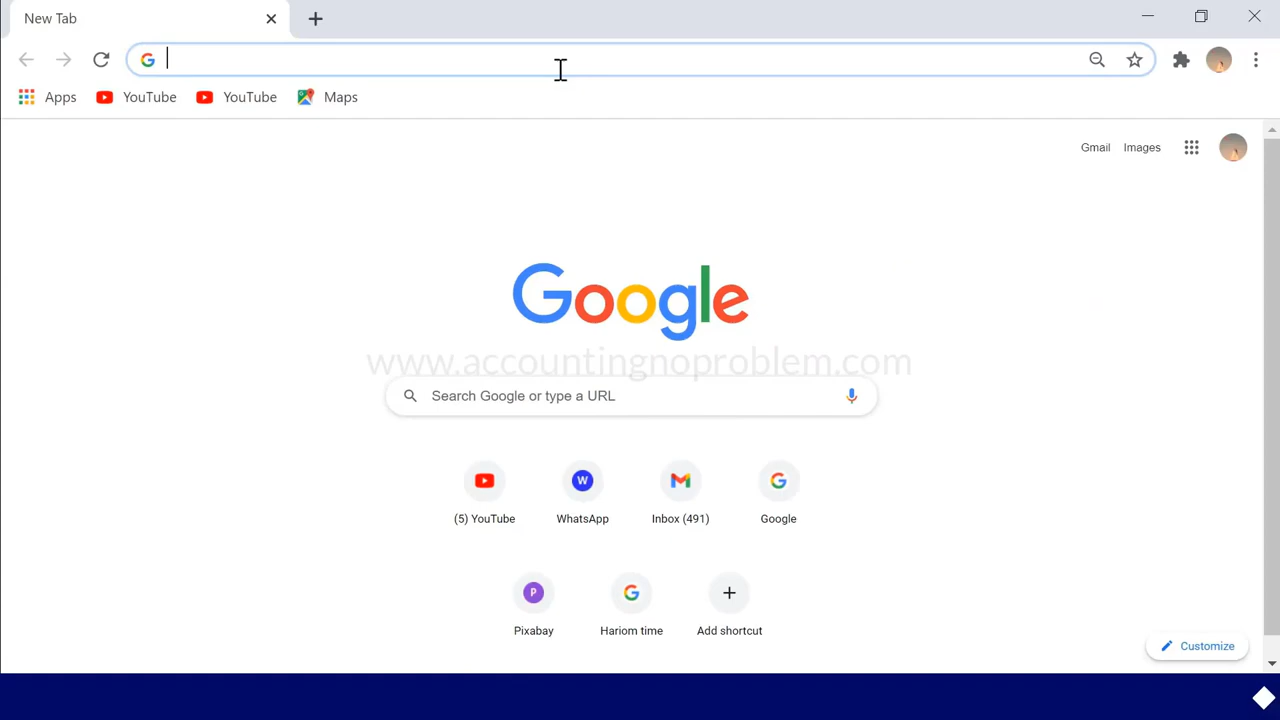 New Tab
Apps YouTube YouTube Maps
Gmail Images
Google
www.accountingnoproblem.com
Search Google or type a URL
W
(5) YouTube WhatsApp Inbox (491) Google
P
Pixabay Hariom time Add shortcut
Customize